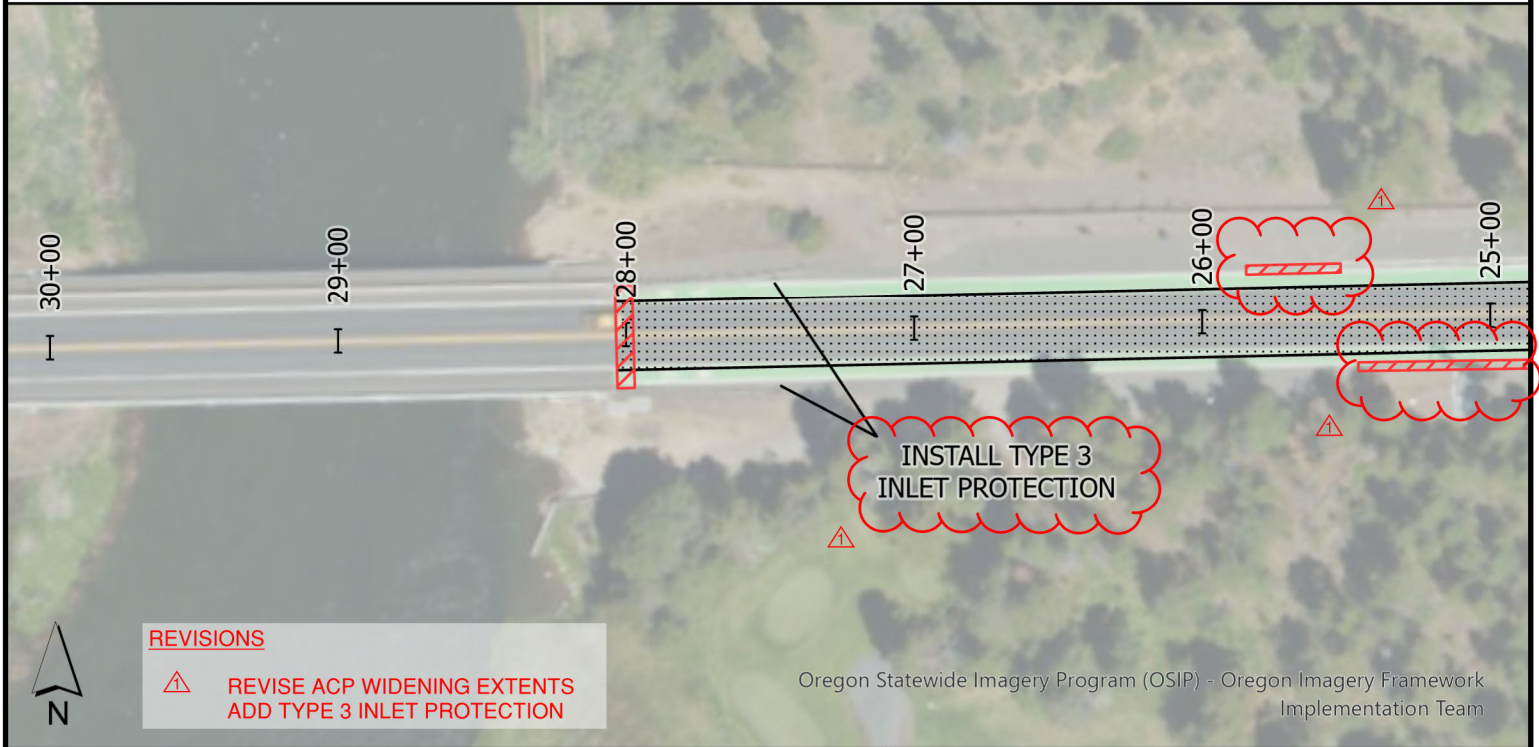 30+00
29+00
28+00
27+00
26+00
25+00
1
1
1
INSTALL TYPE 3
INLET PROTECTION
REVISIONS
1 REVISE ACP WIDENING EXTENTS
ADD TYPE 3 INLET PROTECTION
N
Oregon Statewide Imagery Program (OSIP) - Oregon Imagery Framework
Implementation Team